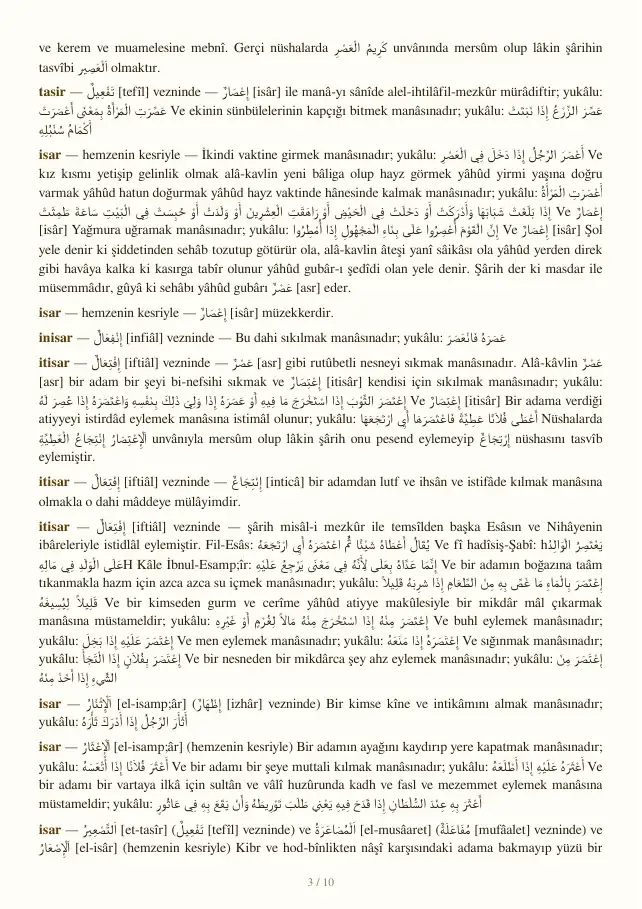 ve kerem ve muamelesine mebnî. Gerçi nüshalarda كَرِيمُ الْعَصْرِ unvânında mersûm olup lâkin şârihin
tasvîbi اَلْعَصِيرِ olmaktır.
tasir — تَفْعِيلٌ [tefîl] vezninde — إِعْصَارٌ [isâr] ile manâ-yı sânîde alel-ihtilâfil-mezkûr mürâdiftir; yukâlu:
عَصَّرَتِ الْمَرْأَةُ بِمَعْنَى أَعْصَرَتْ Ve ekinin sünbülelerinin kapçığı bitmek manâsınadır; yukâlu: عَصَّرَ الزَّرْعُ إِذَا نَبَتَتْ
أَكْمَامُ سُنْبُلِهِ
isar — hemzenin kesriyle — İkindi vaktine girmek manâsınadır; yukâlu: أَعْصَرَ الرَّجُلُ إِذَا دَخَلَ فِي الْعَصْرِ Ve
kız kısmı yetişip gelinlik olmak alâ-kavlin yeni bâliga olup hayz görmek yâhûd yirmi yaşına doğru
varmak yâhûd hatun doğurmak yâhûd hayz vaktinde hânesinde kalmak manâsınadır; yukâlu: أَعْصَرَتِ الْمَرْأَةُ
إِذَا بَلَغَتْ شَبَابَهَا وَأَدْرَكَتْ أَوْ دَخَلَتْ فِي الْحَيْضِ أَوْ رَاهَقَتِ الْعِشْرِينَ أَوْ وَلَدَتْ أَوْ حُبِسَتْ فِي الْبَيْتِ سَاعَةَ طَمِثَتْ Ve إِعْصَارٌ
[isâr] Yağmura uğramak manâsınadır; yukâlu: إِنَّ الْقَوْمَ أُعْصِرُوا عَلَى بِنَاءِ الْمَجْهُولِ إِذَا أُمْطِرُوا Ve إِعْصَارٌ [isâr] Şol
yele denir ki şiddetinden sehâb tozutup götürür ola, alâ-kavlin âteşi yanî sâikası ola yâhûd yerden direk
gibi havâya kalka ki kasırga tabîr olunur yâhûd gubâr-ı şedîdi olan yele denir. Şârih der ki masdar ile
müsemmâdır, gûyâ ki sehâbı yâhûd gubârı عَصْرٌ [asr] eder.
isar — hemzenin kesriyle — إِعْصَارٌ [isâr] müzekkerdir.
inisar — إِنْفِعَالٌ [infiâl] vezninde — Bu dahi sıkılmak manâsınadır; yukâlu: عَصَرَهُ فَانْعَصَرَ
itisar — إِفْتِعَالٌ [iftiâl] vezninde — عَصْرٌ [asr] gibi rutûbetli nesneyi sıkmak manâsınadır. Alâ-kâvlin عَصْرٌ
[asr] bir adam bir şeyi bi-nefsihi sıkmak ve إِعْتِصَارٌ [itisâr] kendisi için sıkılmak manâsınadır; yukâlu:
إِعْتَصَرَ الثَّوْبَ إِذَا اسْتَخْرَجَ مَا فِيهِ أَوْ عَصَرَهُ إِذَا وَلِيَ ذَلِكَ بِنَفْسِهِ وَاعْتَصَرَهُ إِذَا عُصِرَ لَهُ Ve إِعْتِصَارٌ [itisâr] Bir adama verdiği
atiyyeyi istirdâd eylemek manâsına istimâl olunur; yukâlu: أَعْطَى فُلاَنًا عَطِيَّةً فَاعْتَصَرَهَا أَيِ ارْتَجَعَهَا Nüshalarda
اَلْإِعْتِصَارُ إِنْتِجَاعُ الْعَطِيَّةِ unvânıyla mersûm olup lâkin şârih onu pesend eylemeyip إِرْتِجَاعٌ nüshasını tasvîb
eylemiştir.
itisar — إِفْتِعَالٌ [iftiâl] vezninde — إِنْتِجَاعٌ [inticâ] bir adamdan lutf ve ihsân ve istifâde kılmak manâsına
olmakla o dahi mâddeye mülâyimdir.
itisar — إِفْتِعَالٌ [iftiâl] vezninde — şârih misâl-i mezkûr ile temsîlden başka Esâsın ve Nihâyenin
ibâreleriyle istidlâl eylemiştir. Fil-Esâs: يُقَالُ أَعْطَاهُ شَيْئًا ثُمَّ اعْتَصَرَهُ أَيِ ارْتَجَعَهُ Ve fî hadîsiş-Şabî: hيَعْتَصِرُ الْوَالِدُ
عَلَى الْوَلَدِ فِي مَالِهِH Kâle İbnul-Esamp;îr: إِنَّمَا عَدَّاهُ بِعَلَى لَأَنَّهُ فِي مَعْنَى يَرْجِعُ عَلَيْهِ Ve bir adamın boğazına taâm
tıkanmakla hazm için azca azca su içmek manâsınadır; yukâlu: إِعْتَصَرَ بِالْمَاءِ مَا غَصَّ بِهِ مِنَ الطَّعَامِ إِذَا شَرِبَهُ قَلِيلاً
قَلِيلاً لِيُسِيغَهُ Ve bir kimseden gurm ve cerîme yâhûd atiyye makûlesiyle bir mikdâr mâl çıkarmak
manâsına müstameldir; yukâlu: إِعْتَصَرَ مِنْهُ إِذَا اسْتَخْرَجَ مِنْهُ مَالاً لِغُرْمٍ أَوْ غَيْرِهِ Ve buhl eylemek manâsınadır;
yukâlu: إِعْتَصَرَ عَلَيْهِ إِذَا بَخِلَ Ve men eylemek manâsınadır; yukâlu: إِعْتَصَرَهُ إِذَا مَنَعَهُ Ve sığınmak manâsınadır;
yukâlu: إِعْتَصَرَ بِفُلاَنٍ إِذَا الْتَجَأَ Ve bir nesneden bir mikdârca şey ahz eylemek manâsınadır; yukâlu: إِعْتَصَرَ مِنَ
الشَّيْءِ إِذَا أَخَذَ مِنْهُ
isar — اَلْإِثْئَارُ [el-isamp;âr] (إِظْهَارٌ [izhâr] vezninde) Bir kimse kîne ve intikâmını almak manâsınadır;
yukâlu: أَثْأَرَ الرَّجُلُ إِذَا أَدْرَكَ ثَأْرَهُ
isar — اَلْإِعْثَارُ [el-isamp;âr] (hemzenin kesriyle) Bir adamın ayağını kaydırıp yere kapatmak manâsınadır;
yukâlu: أَعْثَرَ فُلاَنًا إِذَا أَتْعَسَهُ Ve bir adamı bir şeye muttali kılmak manâsınadır; yukâlu: أَعْثَرَهُ عَلَيْهِ إِذَا أَطْلَعَهُ Ve
bir adamı bir vartaya ilkâ için sultân ve vâlî huzûrunda kadh ve fasl ve mezemmet eylemek manâsına
müstameldir; yukâlu: أَعْثَرَ بِهِ عِنْدَ السُّلْطَانِ إِذَا قَدَحَ فِيهِ يَعْنِي طَلَبَ تَوْرِيطَهُ وَأَنْ يَقَعَ بِهِ فِي عَاثُورٍ
isar — اَلتَّصْعِيرُ [et-tasîr] (تَفْعِيلٌ [tefîl] vezninde) ve اَلْمُصَاعَرَةُ [el-musâaret] (مُفَاعَلَةٌ [mufâalet] vezninde) ve
اَلْإِصْعَارُ [el-isâr] (hemzenin kesriyle) Kibr ve hod-bînlikten nâşî karşısındaki adama bakmayıp yüzü bir
3 / 10